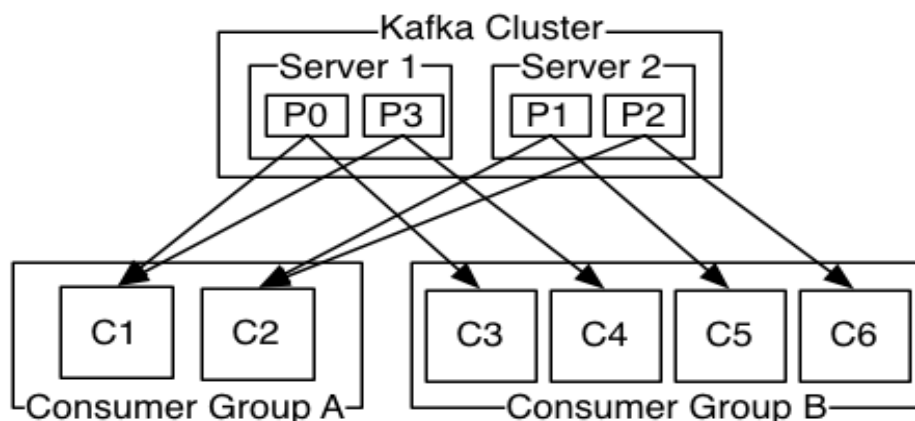 Kafka Cluster
Server 1 Server 2
P0 P3 P1 P2
C1 C2 C3 C4 C5 C6
Consumer Group A Consumer Group B